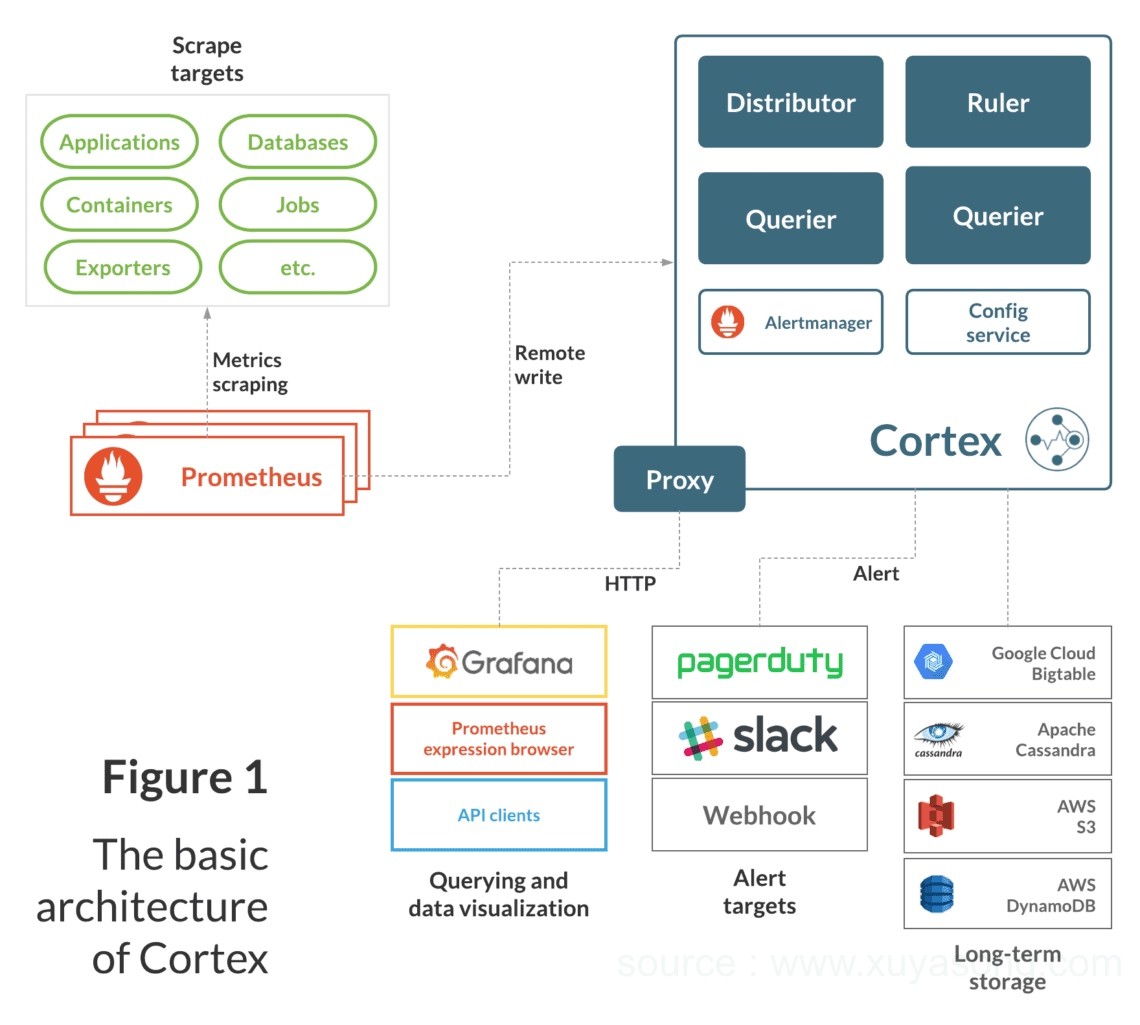 Scrape
targets
Applications
Databases
Containers
Jobs
Exporters
etc.
Metrics
scraping
Prometheus
Remote
write
Distributor
Ruler
Querier
Querier
Alertmanager
Config
service
Cortex
Proxy
HTTP
Alert
Grafana
Prometheus
expression browser
API clients
Querying and
data visualization
pagerduty
slack
Webhook
Alert
targets
Google Cloud
Bigtable
cassandra
Apache
Cassandra
AWS
S3
AWS
DynamoDB
Long-term
storage
Figure 1
The basic
architecture
of Cortex
source : www.xuyasong.com